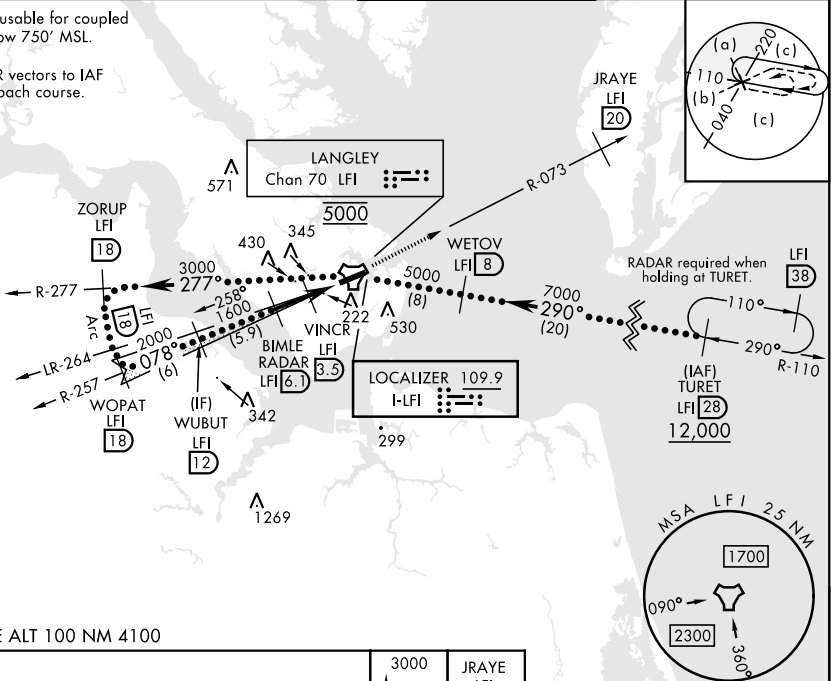 usable for coupled
ow 750' MSL.
R vectors to IAF
oach course.
(a)
220
(c)
110
(b)
040
(c)
JRAYE
LFI
20
R-073
LANGLEY
Chan 70 LFI
5000
571
ZORUP
LFI
18
430
345
3000
277°
R-277
258°
1600
(5.9)
Arc
LFI
18
2000
078°
(6)
LR-264
R-257
WOPAT
LFI
18
(IF)
WUBUT
LFI
12
342
BIMLE
RADAR
LFI 6.1
VINCR
LFI
3.5
222
530
WETOV
LFI 8
5000
(8)
7000
290°
(20)
RADAR required when
holding at TURET.
LFI
38
110°
290°
R-110
(IAF)
TURET
LFI 28
12,000
LOCALIZER 109.9
I-LFI
299
1269
MSA LFI 25 NM
1700
090°
2300
360°
E ALT 100 NM 4100
3000
JRAYE